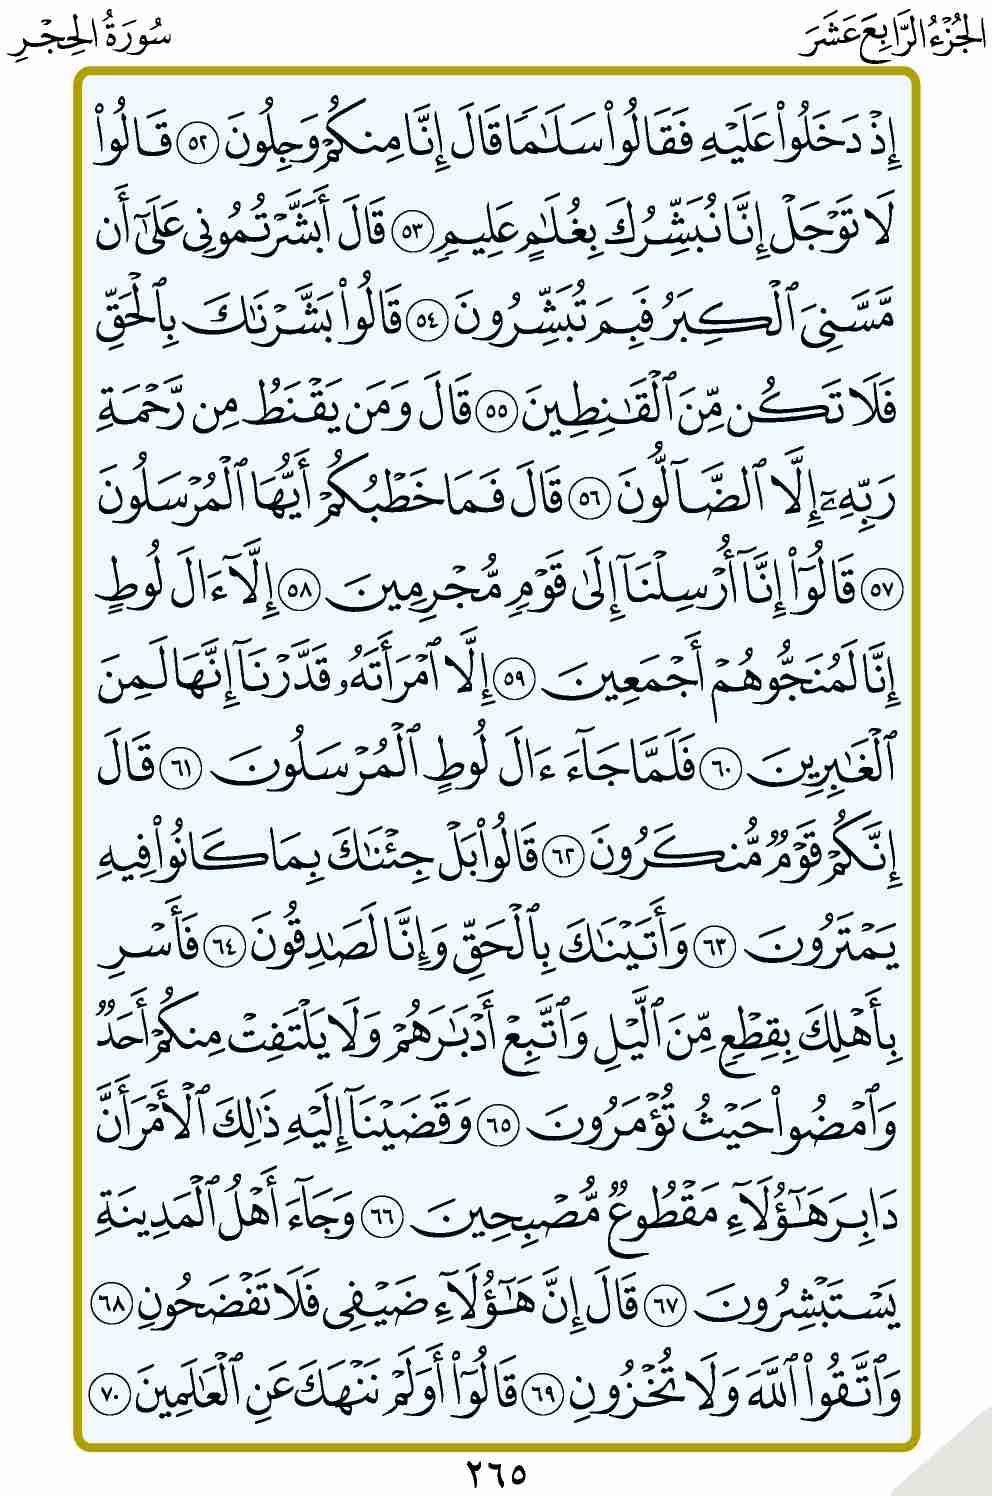 الجُزْءُ الرَّابِعَ عَشَرَ
سُورَةُ الحِجْرِ
إِذْ دَخَلُوا۟ عَلَيْهِ فَقَالُوا۟ سَلَـٰمًا قَالَ إِنَّا مِنكُمْ وَجِلُونَ ٥٢ قَالُوا۟
لَا تَوْجَلْ إِنَّا نُبَشِّرُكَ بِغُلَـٰمٍ عَلِيمٍ ٥٣ قَالَ أَبَشَّرْتُمُونِى عَلَىٰٓ أَن
مَّسَّنِىَ ٱلْكِبَرُ فَبِمَ تُبَشِّرُونَ ٥٤ قَالُوا۟ بَشَّرْنَـٰكَ بِٱلْحَقِّ
فَلَا تَكُن مِّنَ ٱلْقَـٰنِطِينَ ٥٥ قَالَ وَمَن يَقْنَطُ مِن رَّحْمَةِ
رَبِّهِۦٓ إِلَّا ٱلضَّآلُّونَ ٥٦ قَالَ فَمَا خَطْبُكُمْ أَيُّهَا ٱلْمُرْسَلُونَ
٥٧ قَالُوٓا۟ إِنَّآ أُرْسِلْنَآ إِلَىٰ قَوْمٍ مُّجْرِمِينَ ٥٨ إِلَّآ ءَالَ لُوطٍ
إِنَّا لَمُنَجُّوهُمْ أَجْمَعِينَ ٥٩ إِلَّا ٱمْرَأَتَهُۥ قَدَّرْنَآ إِنَّهَا لَمِنَ
ٱلْغَـٰبِرِينَ ٦٠ فَلَمَّا جَآءَ ءَالَ لُوطٍ ٱلْمُرْسَلُونَ ٦١ قَالَ
إِنَّكُمْ قَوْمٌ مُّنكَرُونَ ٦٢ قَالُوا۟ بَلْ جِئْنَـٰكَ بِمَا كَانُوا۟ فِيهِ
يَمْتَرُونَ ٦٣ وَأَتَيْنَـٰكَ بِٱلْحَقِّ وَإِنَّا لَصَـٰدِقُونَ ٦٤ فَأَسْرِ
بِأَهْلِكَ بِقِطْعٍ مِّنَ ٱلَّيْلِ وَٱتَّبِعْ أَدْبَـٰرَهُمْ وَلَا يَلْتَفِتْ مِنكُمْ أَحَدٌ
وَٱمْضُوا۟ حَيْثُ تُؤْمَرُونَ ٦٥ وَقَضَيْنَآ إِلَيْهِ ذَٰلِكَ ٱلْأَمْرَ أَنَّ
دَابِرَ هَـٰٓؤُلَآءِ مَقْطُوعٌ مُّصْبِحِينَ ٦٦ وَجَآءَ أَهْلُ ٱلْمَدِينَةِ
يَسْتَبْشِرُونَ ٦٧ قَالَ إِنَّ هَـٰٓؤُلَآءِ ضَيْفِى فَلَا تَفْضَحُونِ ٦٨
وَٱتَّقُوا۟ ٱللَّهَ وَلَا تُخْزُونِ ٦٩ قَالُوٓا۟ أَوَلَمْ نَنْهَكَ عَنِ ٱلْعَـٰلَمِينَ ٧٠
٢٦٥